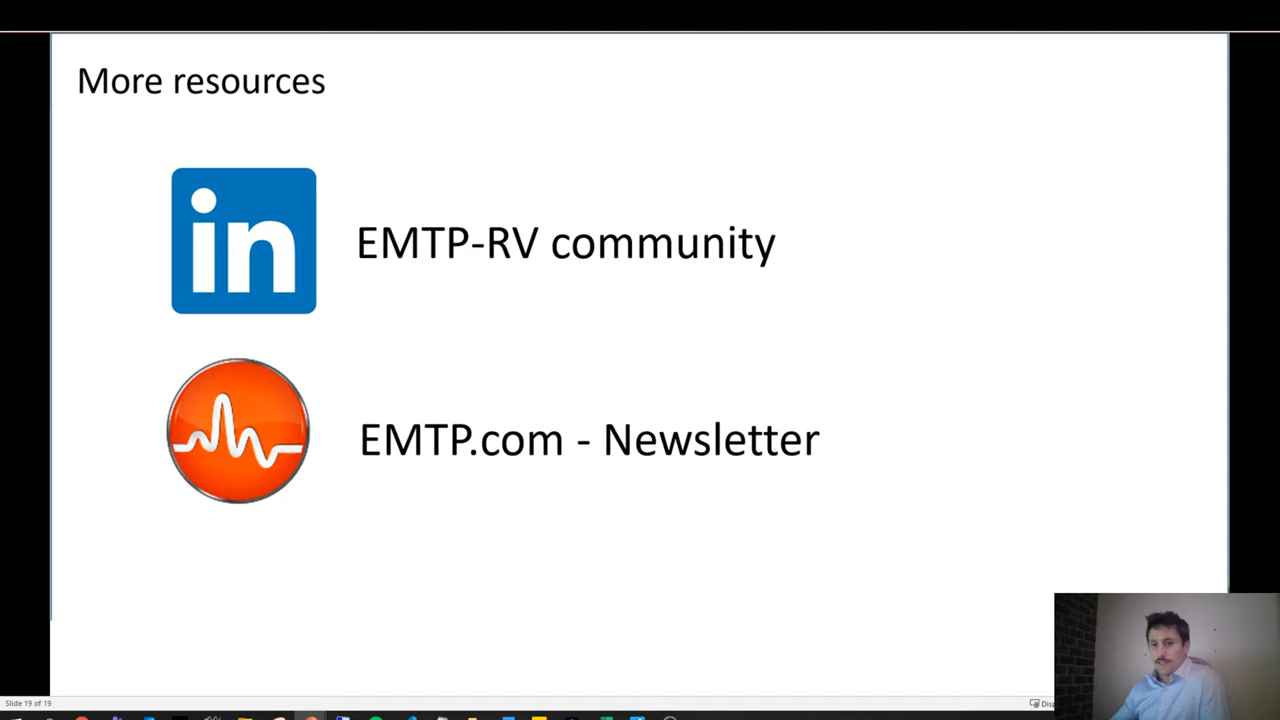 More resources
in
EMTP-RV community
EMTP.com - Newsletter
Slide 19 of 19